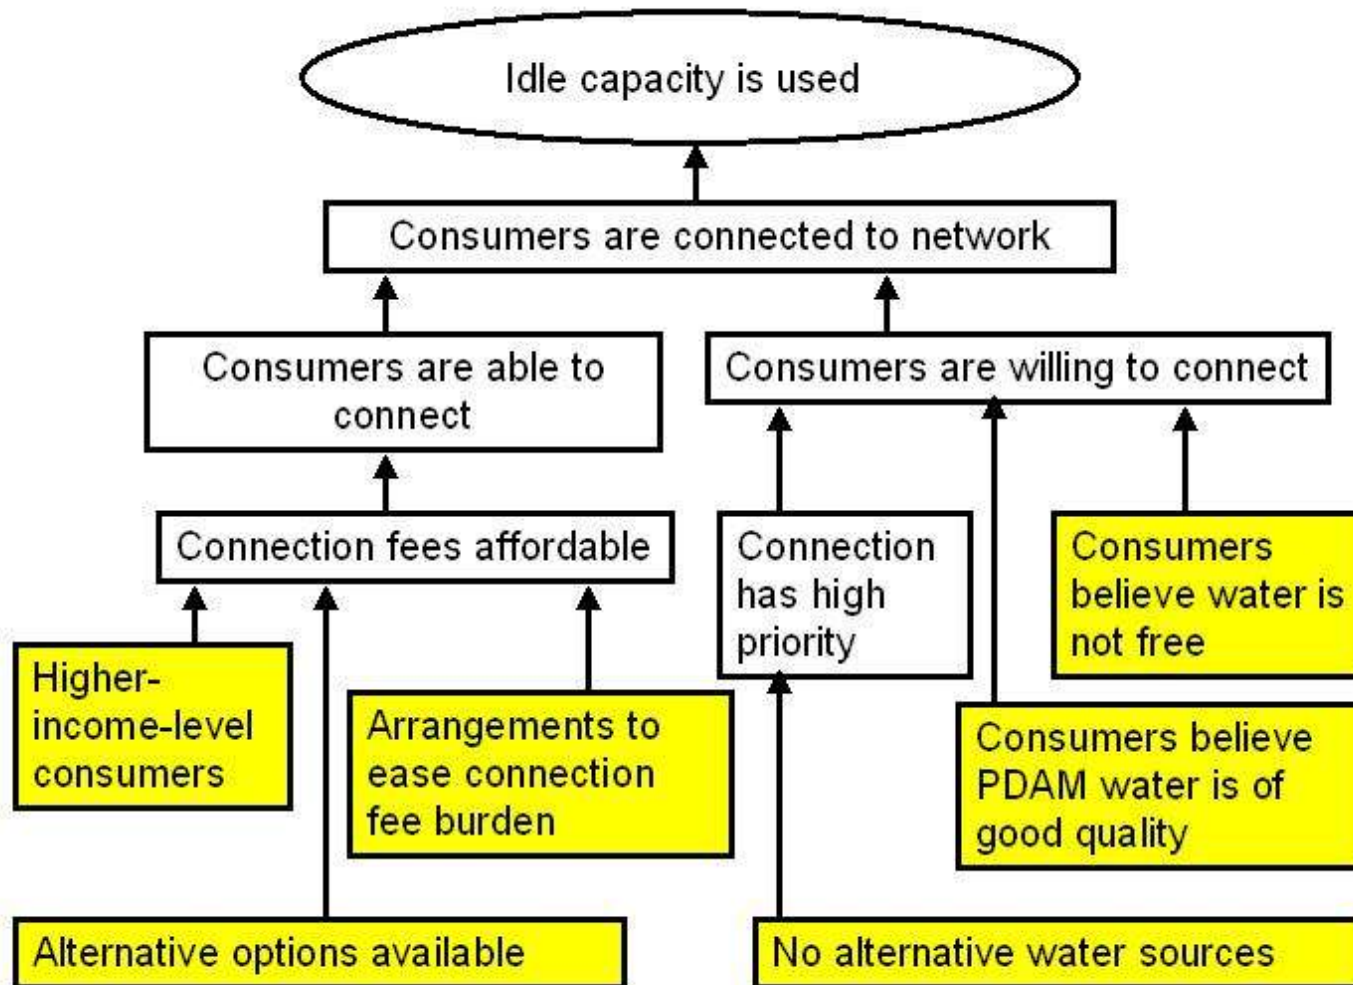 Idle capacity is used
Consumers are connected to network
Consumers are able to
connect
Consumers are willing to connect
Connection fees affordable
Connection
has high
priority
Consumers
believe water is
not free
Higher-
income-level
consumers
Arrangements to
ease connection
fee burden
Consumers believe
PDAM water is of
good quality
Alternative options available
No alternative water sources